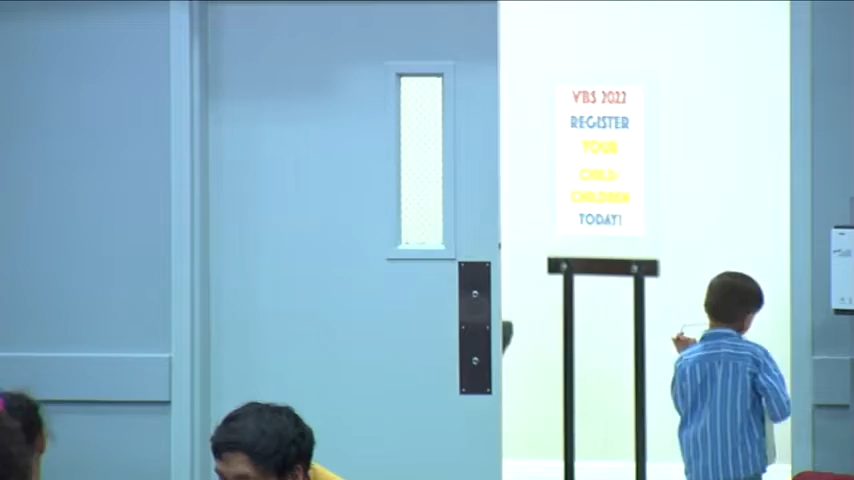 VBS 2022
REGISTER
YOUR
CHILD/
CHILDREN
TODAY!